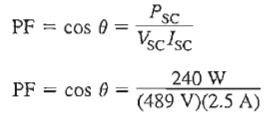 PF = cos θ = P_SC / V_SC I_SC
PF = cos θ = 240 W / (489 V)(2.5 A)